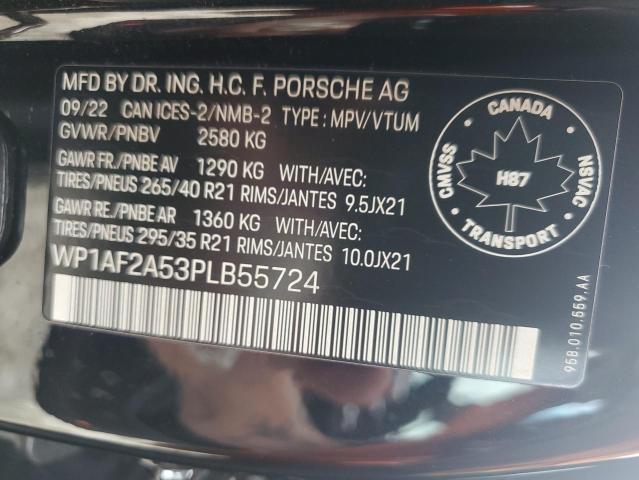 MFD BY DR. ING. H.C. F. PORSCHE AG
09/22 CAN ICES-2/NMB-2 TYPE : MPV/VTUM
GVWR/PNBV 2580 KG
GAWR FR./PNBE AV 1290 KG WITH/AVEC:
TIRES/PNEUS 265/40 R21 RIMS/JANTES 9.5JX21
GAWR RE./PNBE AR 1360 KG WITH/AVEC:
TIRES/PNEUS 295/35 R21 RIMS/JANTES 10.0JX21
WP1AF2A53PLB55724
CANADA
CMVSS
NSVAC
H87
TRANSPORT
958.010.559.AA